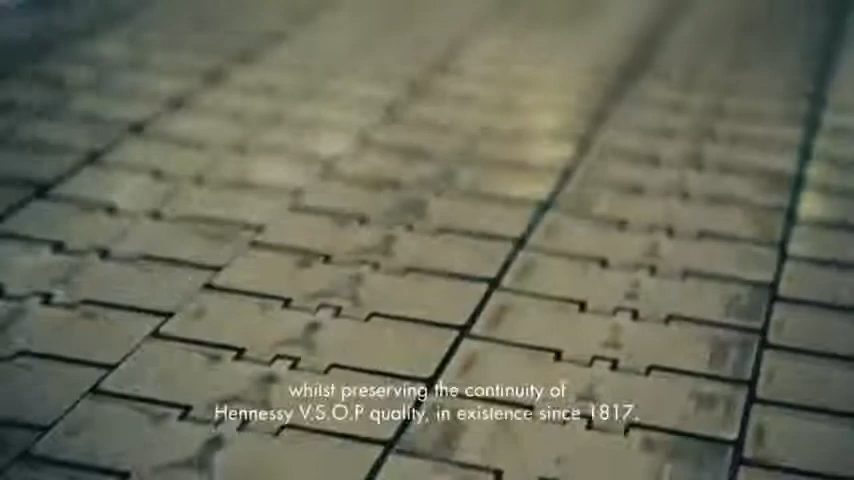 whilst preserving the continuity of
Hennessy V.S.O.P quality, in existence since 1817.